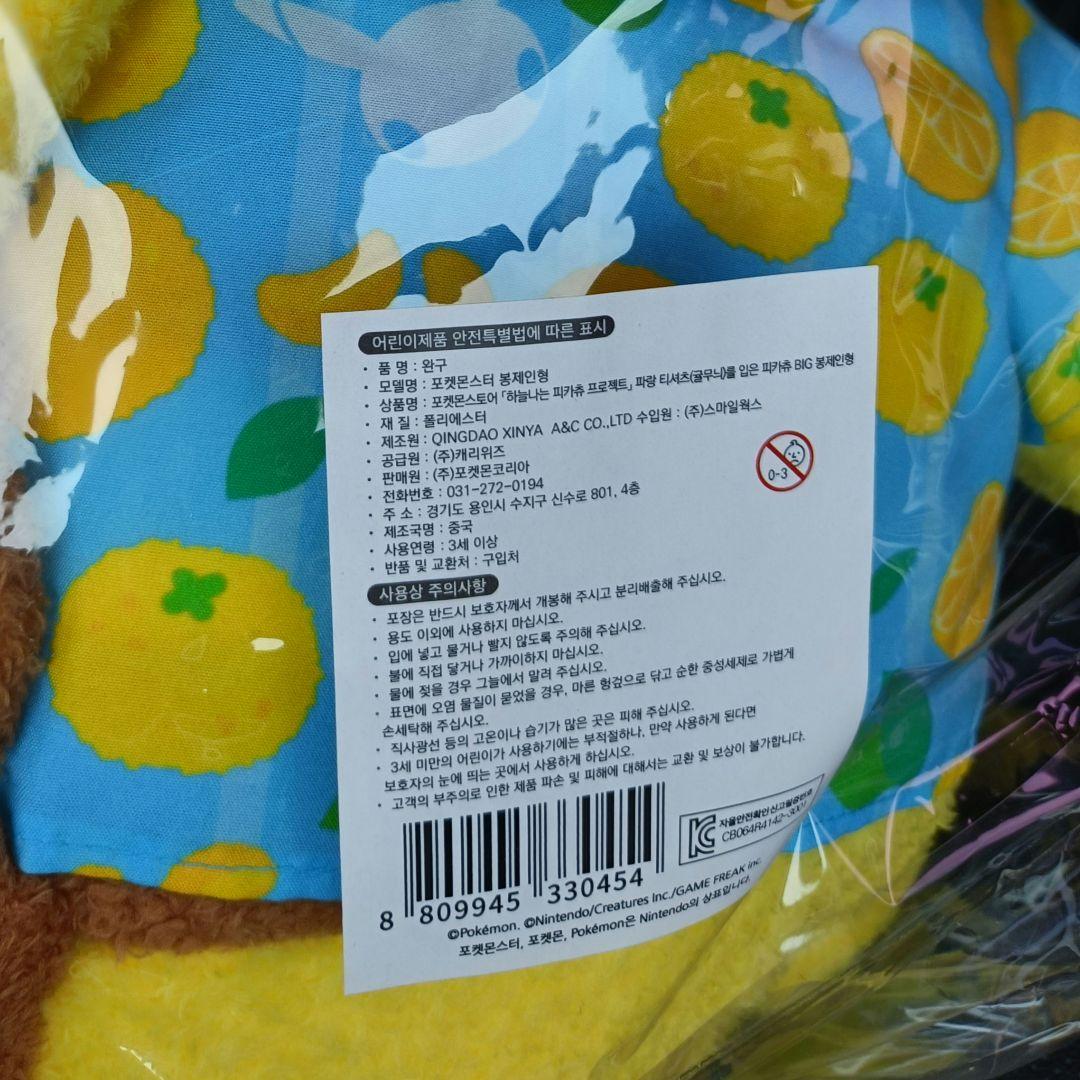 어린이제품 안전특별법에 따른 표시
• 품 명 : 완구
• 모델명 : 포켓몬스터 봉제인형
• 상품명 : 포켓몬스토어 「하늘나는 피카츄 프로젝트」 파랑 티셔츠(귤무늬)를 입은 피카츄 BIG 봉제인형
• 재 질 : 폴리에스터
• 제조원 : QINGDAO XINYA A&C CO.,LTD 수입원 : (주)스마일웍스
• 공급원 : (주)캐리위즈
• 판매원 : (주)포켓몬코리아
• 전화번호 : 031-272-0194
• 주 소 : 경기도 용인시 수지구 신수로 801, 4층
• 제조국명 : 중국
• 사용연령 : 3세 이상
• 반품 및 교환처 : 구입처
0-3
사용상 주의사항
• 포장은 반드시 보호자께서 개봉해 주시고 분리배출해 주십시오.
• 용도 이외에 사용하지 마십시오.
• 입에 넣고 물거나 빨지 않도록 주의해 주십시오.
• 불에 직접 닿거나 가까이하지 마십시오.
• 물에 젖을 경우 그늘에서 말려 주십시오.
• 표면에 오염 물질이 묻었을 경우, 마른 헝겊으로 닦고 순한 중성세제로 가볍게
손세탁해 주십시오.
• 직사광선 등의 고온이나 습기가 많은 곳은 피해 주십시오.
• 3세 미만의 어린이가 사용하기에는 부적절하나, 만약 사용하게 된다면
보호자의 눈에 띄는 곳에서 사용하게 하십시오.
• 고객의 부주의로 인한 제품 파손 및 피해에 대해서는 교환 및 보상이 불가합니다.
자율안전확인신고필증번호
CB064R4142-3001
8 809945 330454
©Pokémon. ©Nintendo/Creatures Inc./GAME FREAK inc.
포켓몬스터, 포켓몬, Pokémon은 Nintendo의 상표입니다.